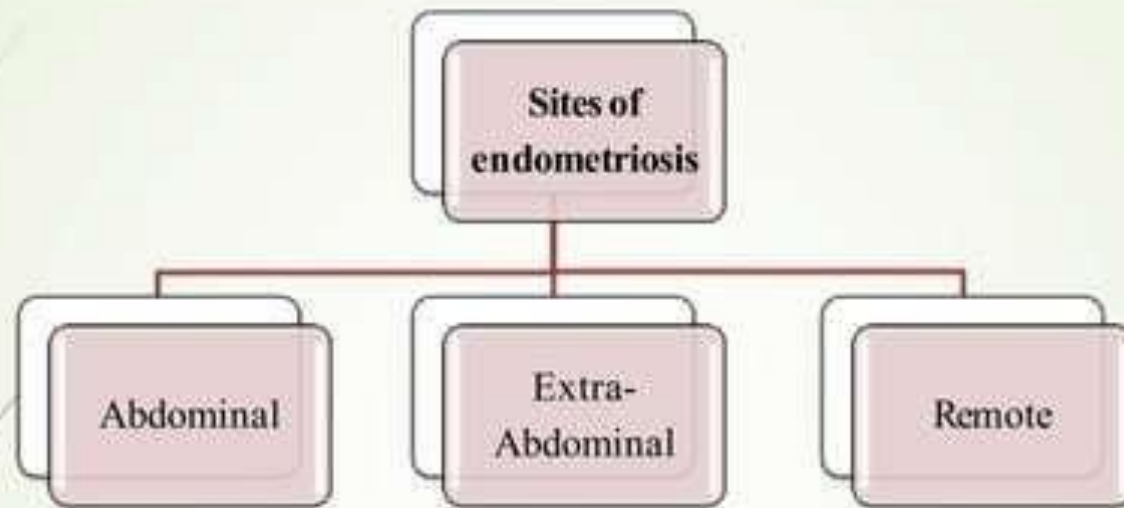 Sites of
endometriosis
Abdominal
Extra-
Abdominal
Remote